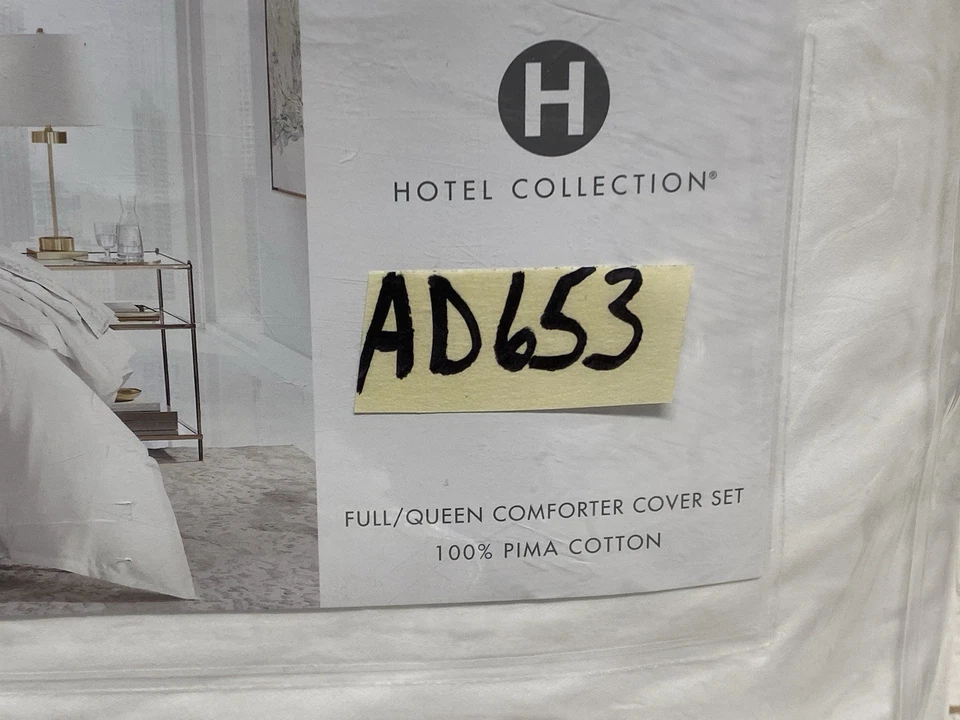 H
HOTEL COLLECTION®
AD653
FULL/QUEEN COMFORTER COVER SET
100% PIMA COTTON